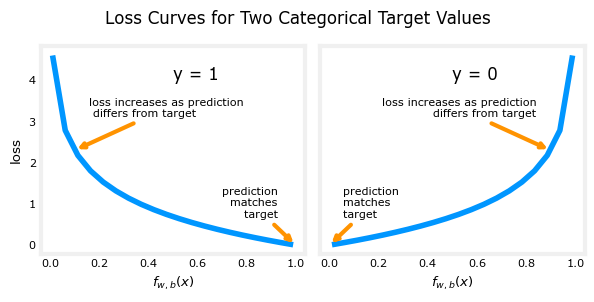 Loss Curves for Two Categorical Target Values
y = 1
loss increases as prediction
differs from target
prediction
matches
target
loss
4
3
2
1
0
0.0 0.2 0.4 0.6 0.8 1.0
f_{w, b}(x)
y = 0
loss increases as prediction
differs from target
prediction
matches
target
0.0 0.2 0.4 0.6 0.8 1.0
f_{w, b}(x)